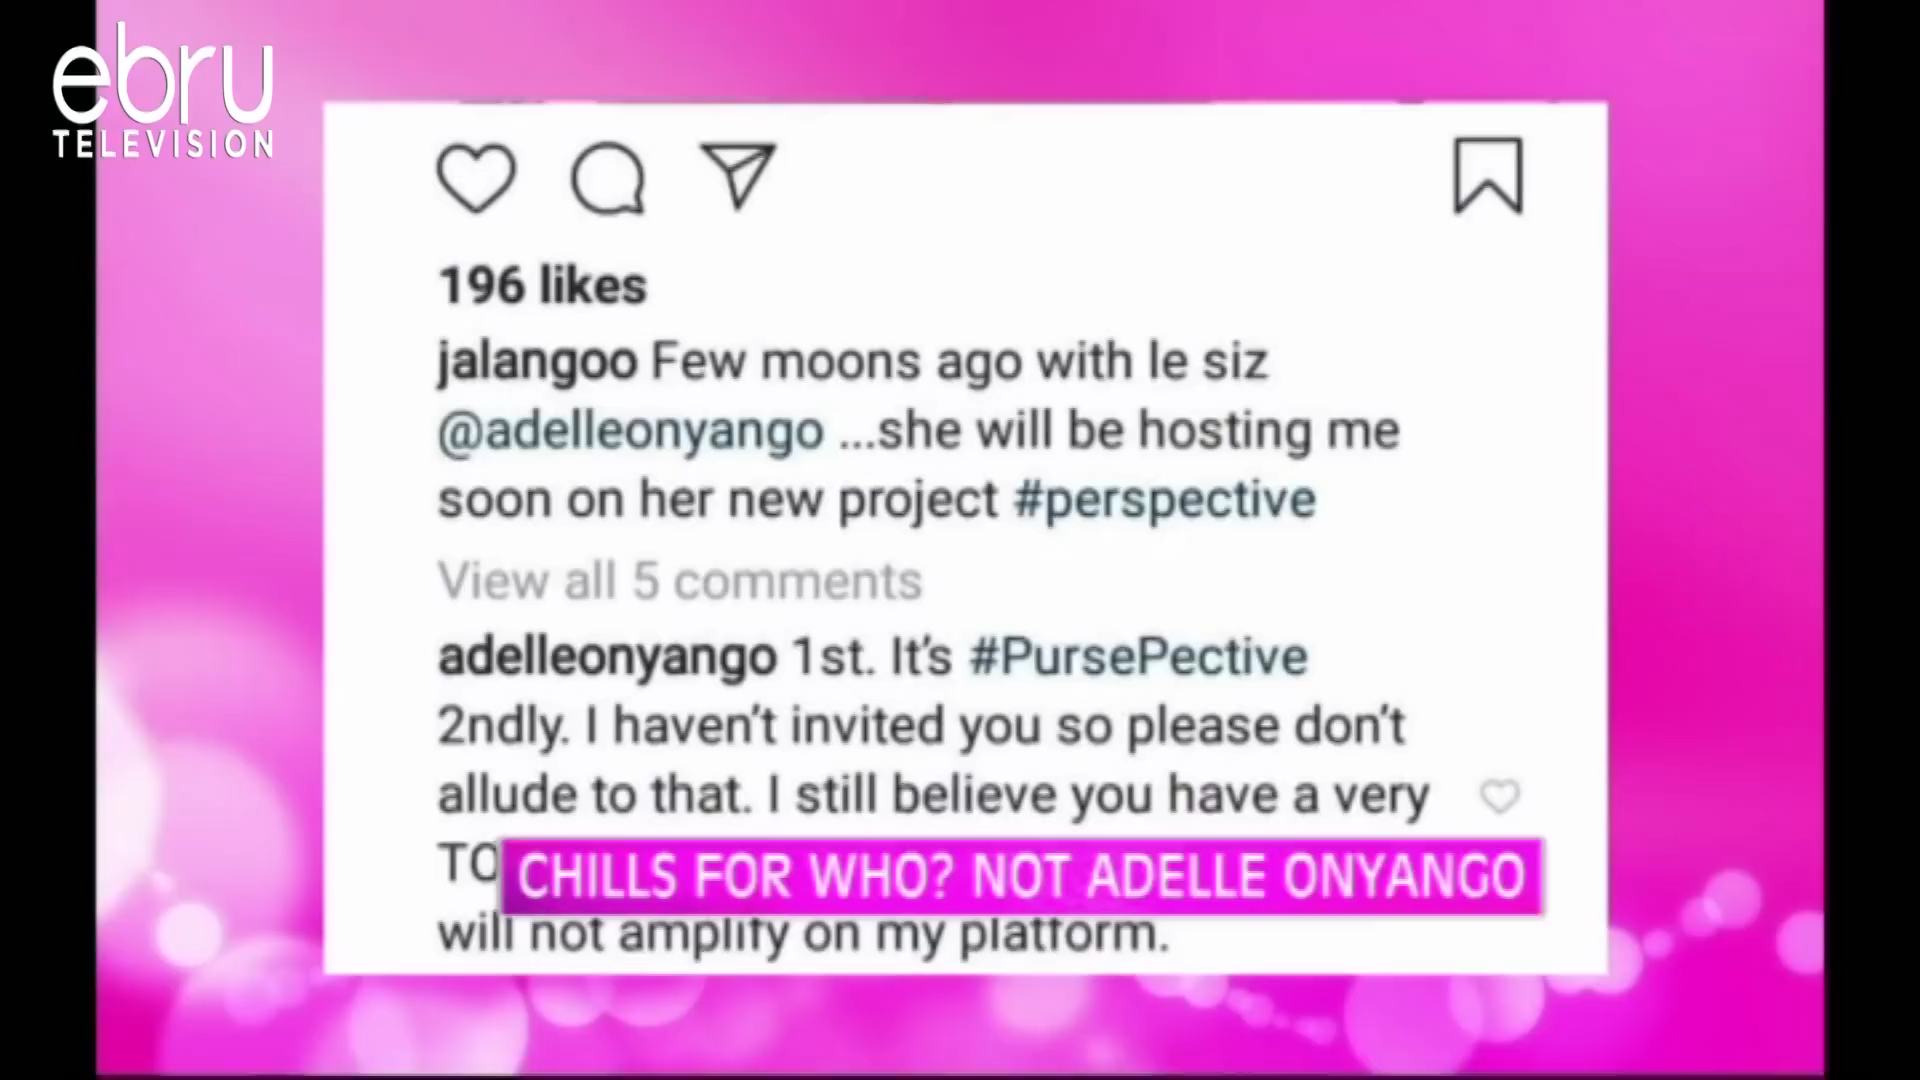 ebru
TELEVISION
196 likes
jalangoo Few moons ago with le siz
@adelleonyango ...she will be hosting me
soon on her new project #perspective
View all 5 comments
adelleonyango 1st. It's #PursePective
2ndly. I haven't invited you so please don't
allude to that. I still believe you have a very
CHILLS FOR WHO? NOT ADELLE ONYANGO
will not amplify on my platform.